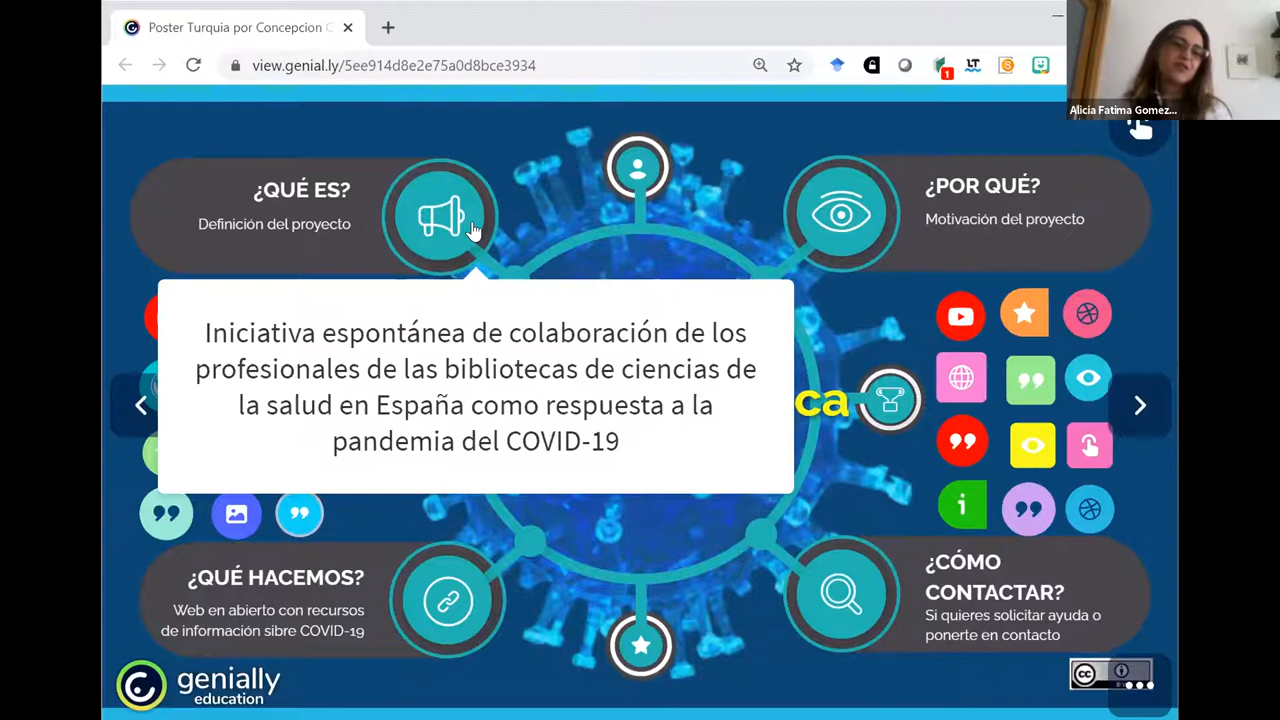 Poster Turquia por Concepcion C
view.genial.ly/5ee914d8e2e75a0d8bce3934
1
LT
S
Alicia Fatima Gomez...
¿QUÉ ES?
Definición del proyecto
¿POR QUÉ?
Motivación del proyecto
Iniciativa espontánea de colaboración de los
profesionales de las bibliotecas de ciencias de
la salud en España como respuesta a la
pandemia del COVID-19
ca
¿QUÉ HACEMOS?
Web en abierto con recursos
de información sibre COVID-19
¿CÓMO
CONTACTAR?
Si quieres solicitar ayuda o
ponerte en contacto
genially
education
cc